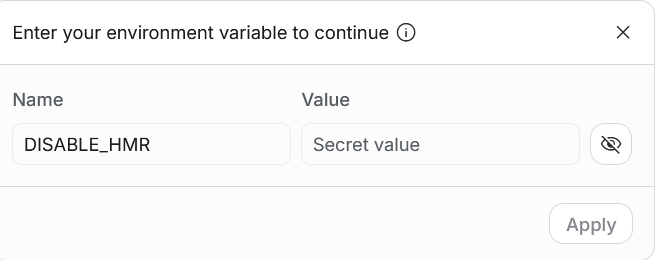 Enter your environment variable to continue
Name Value
DISABLE_HMR Secret value
Apply